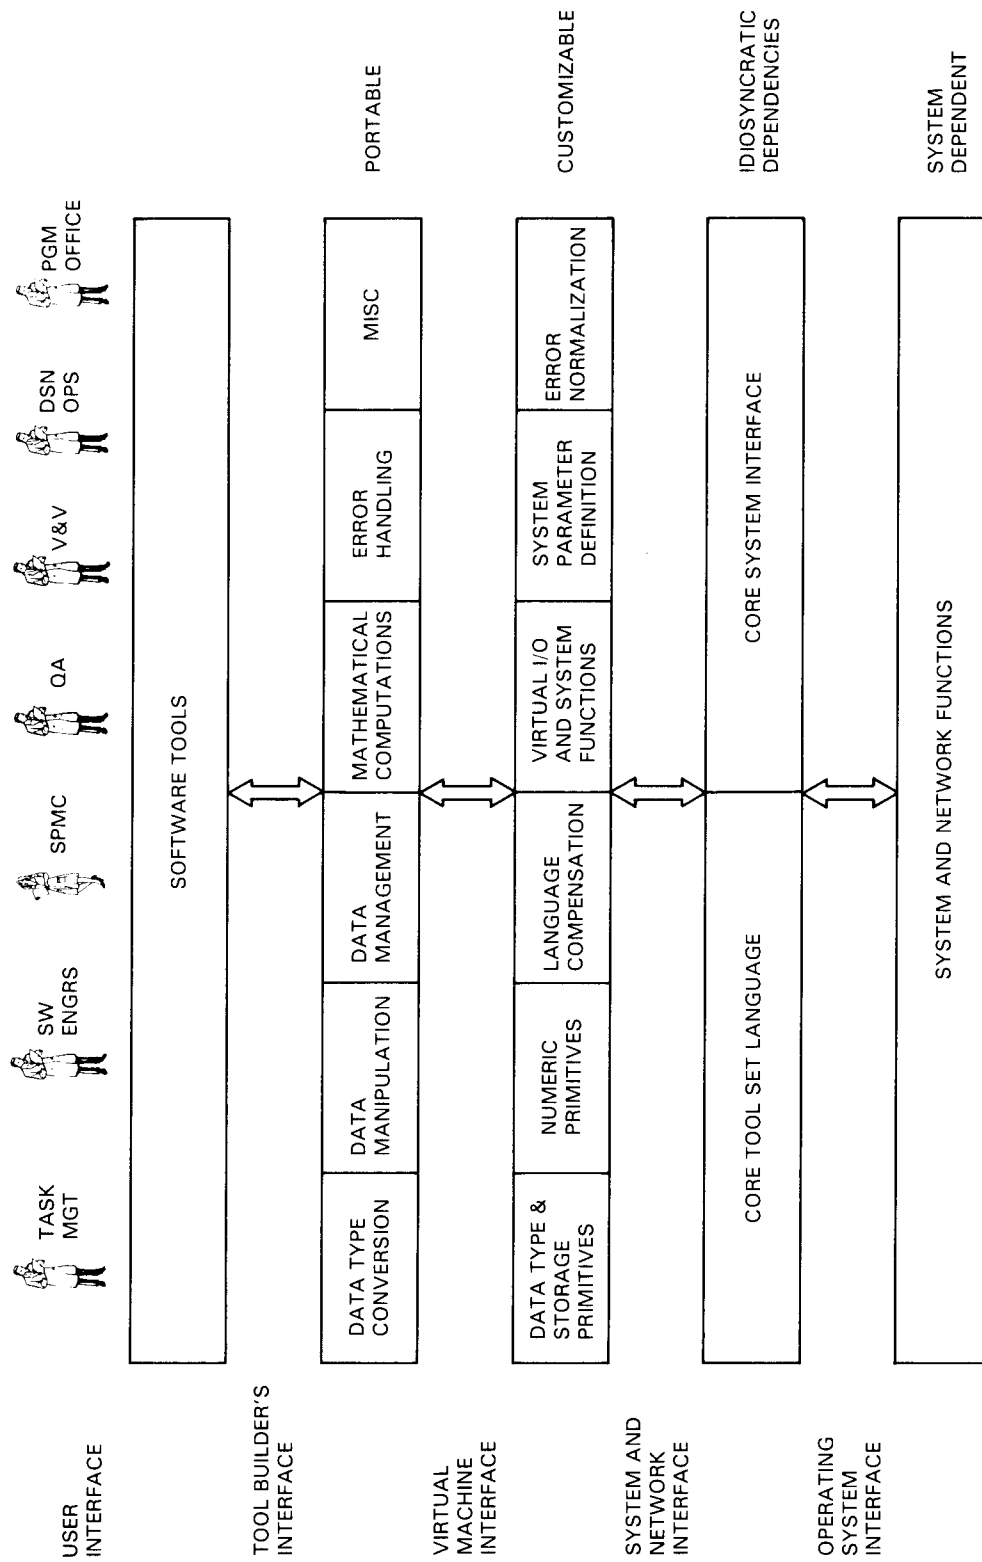 USER
INTERFACE
TASK
MGT
SW
ENGRS
SPMC
QA
V&V
DSN
OPS
PGM
OFFICE
SOFTWARE TOOLS
TOOL BUILDER'S
INTERFACE
DATA TYPE
CONVERSION
DATA
MANIPULATION
DATA
MANAGEMENT
MATHEMATICAL
COMPUTATIONS
ERROR
HANDLING
MISC
PORTABLE
VIRTUAL
MACHINE
INTERFACE
DATA TYPE &
STORAGE
PRIMITIVES
NUMERIC
PRIMITIVES
LANGUAGE
COMPENSATION
VIRTUAL I/O
AND SYSTEM
FUNCTIONS
SYSTEM
PARAMETER
DEFINITION
ERROR
NORMALIZATION
CUSTOMIZABLE
SYSTEM AND
NETWORK
INTERFACE
CORE TOOL SET LANGUAGE
CORE SYSTEM INTERFACE
IDIOSYNCRATIC
DEPENDENCIES
OPERATING
SYSTEM
INTERFACE
SYSTEM AND NETWORK FUNCTIONS
SYSTEM
DEPENDENT